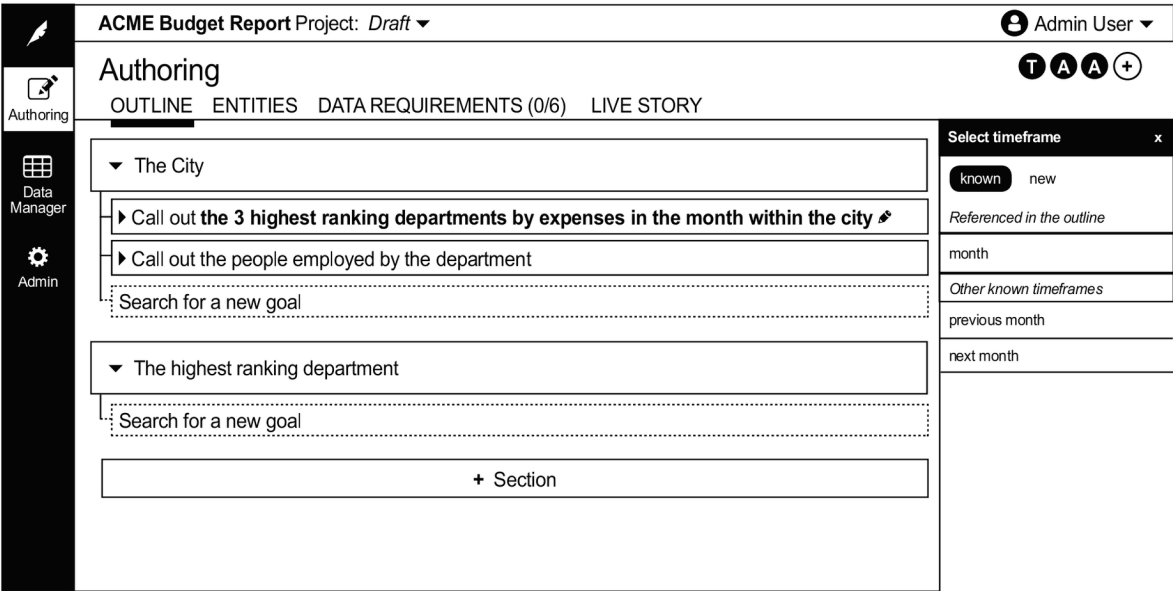 ACME Budget Report Project: Draft
Admin User
Authoring
T A A +
OUTLINE ENTITIES DATA REQUIREMENTS (0/6) LIVE STORY
Authoring
Data
Manager
Admin
The City
Call out the 3 highest ranking departments by expenses in the month within the city
Call out the people employed by the department
Search for a new goal
The highest ranking department
Search for a new goal
+ Section
Select timeframe x
known new
Referenced in the outline
month
Other known timeframes
previous month
next month